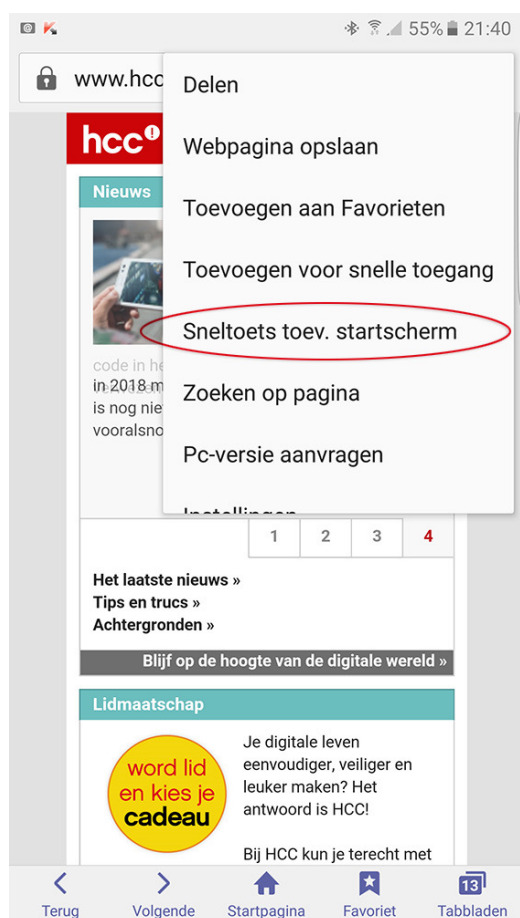 55% 21:40
www.hcc
Delen
Webpagina opslaan
Toevoegen aan Favorieten
Toevoegen voor snelle toegang
Sneltoets toev. startscherm
Zoeken op pagina
Pc-versie aanvragen
Instellingen
hcc!
Nieuws
code in he
in 2018 m
is nog nie
vooralsno
1 2 3 4
Het laatste nieuws »
Tips en trucs »
Achtergronden »
Blijf op de hoogte van de digitale wereld »
Lidmaatschap
word lid
en kies je
cadeau
Je digitale leven
eenvoudiger, veiliger en
leuker maken? Het
antwoord is HCC!
Bij HCC kun je terecht met
13
Terug Volgende Startpagina Favoriet Tabbladen